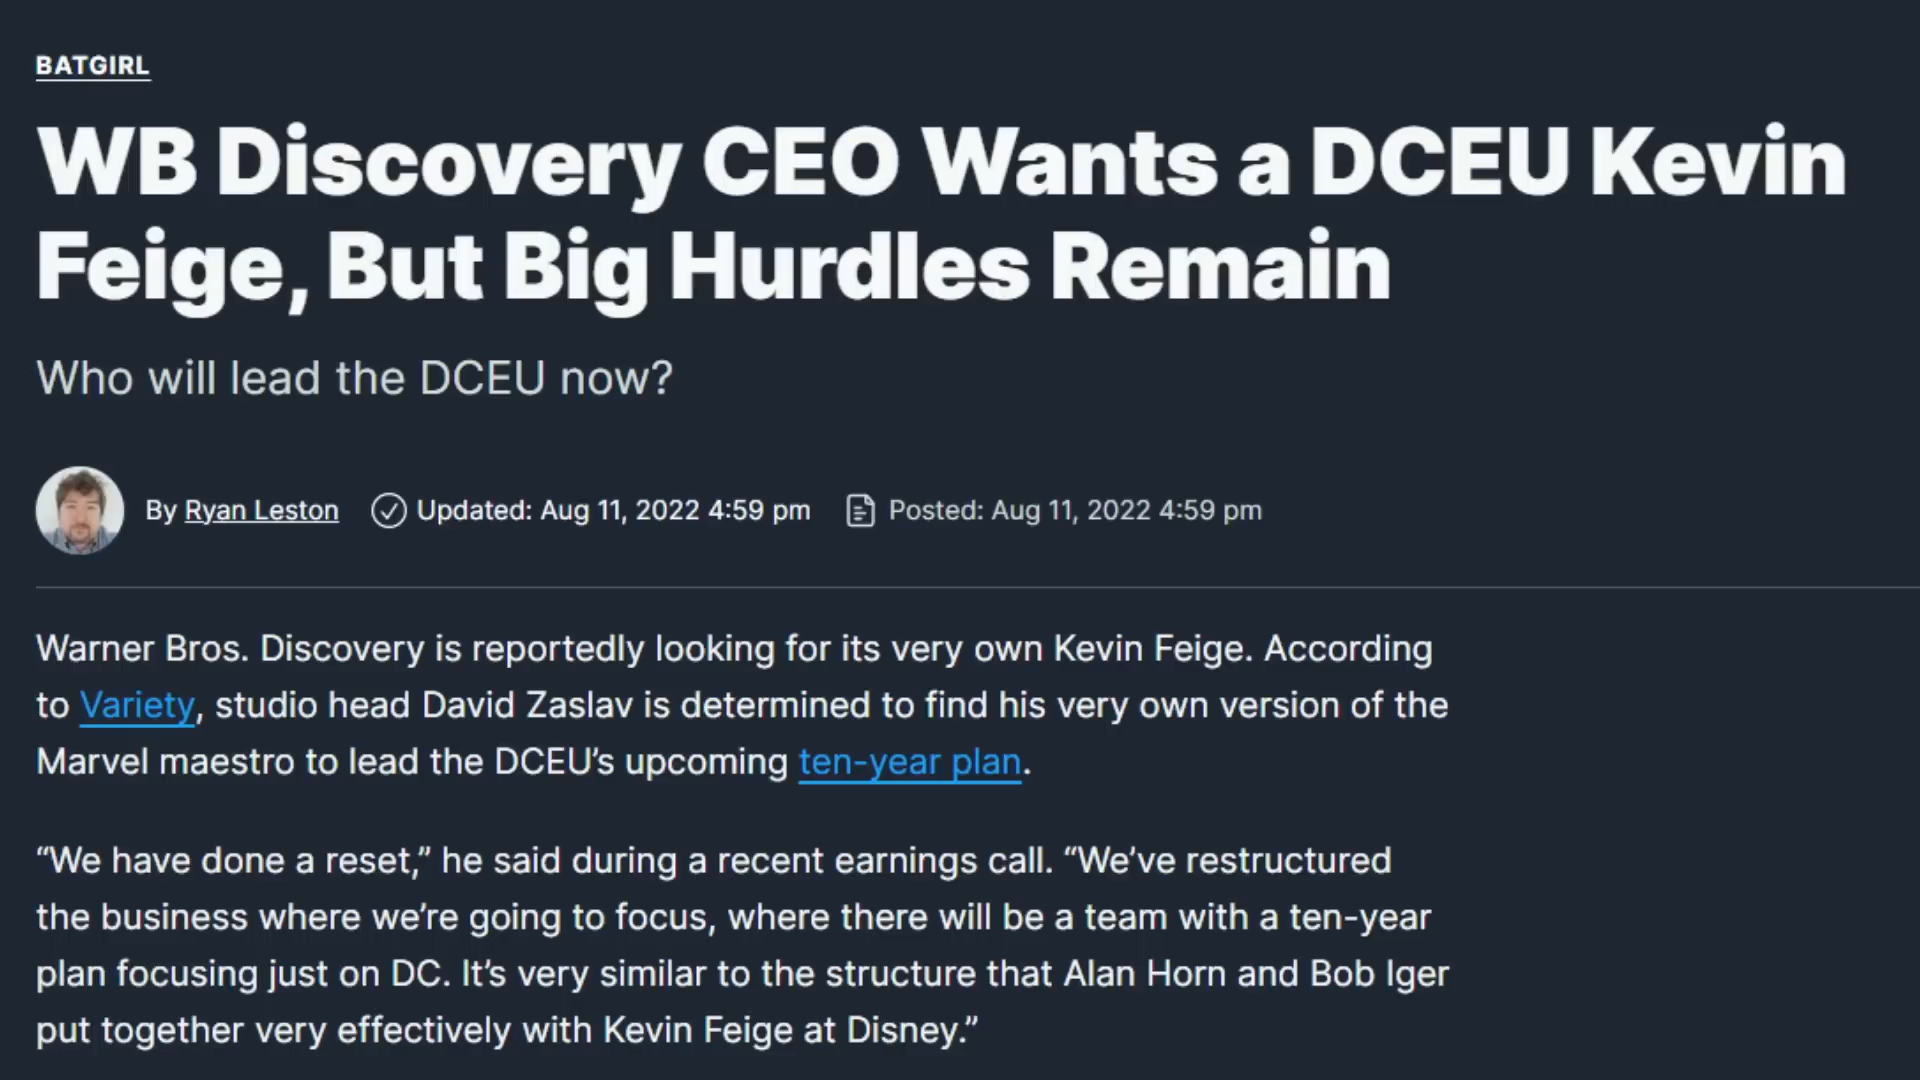 BATGIRL
WB Discovery CEO Wants a DCEU Kevin
Feige, But Big Hurdles Remain
Who will lead the DCEU now?
By Ryan Leston Updated: Aug 11, 2022 4:59 pm Posted: Aug 11, 2022 4:59 pm
Warner Bros. Discovery is reportedly looking for its very own Kevin Feige. According
to Variety, studio head David Zaslav is determined to find his very own version of the
Marvel maestro to lead the DCEU’s upcoming ten-year plan.
“We have done a reset,” he said during a recent earnings call. “We’ve restructured
the business where we’re going to focus, where there will be a team with a ten-year
plan focusing just on DC. It’s very similar to the structure that Alan Horn and Bob Iger
put together very effectively with Kevin Feige at Disney.”